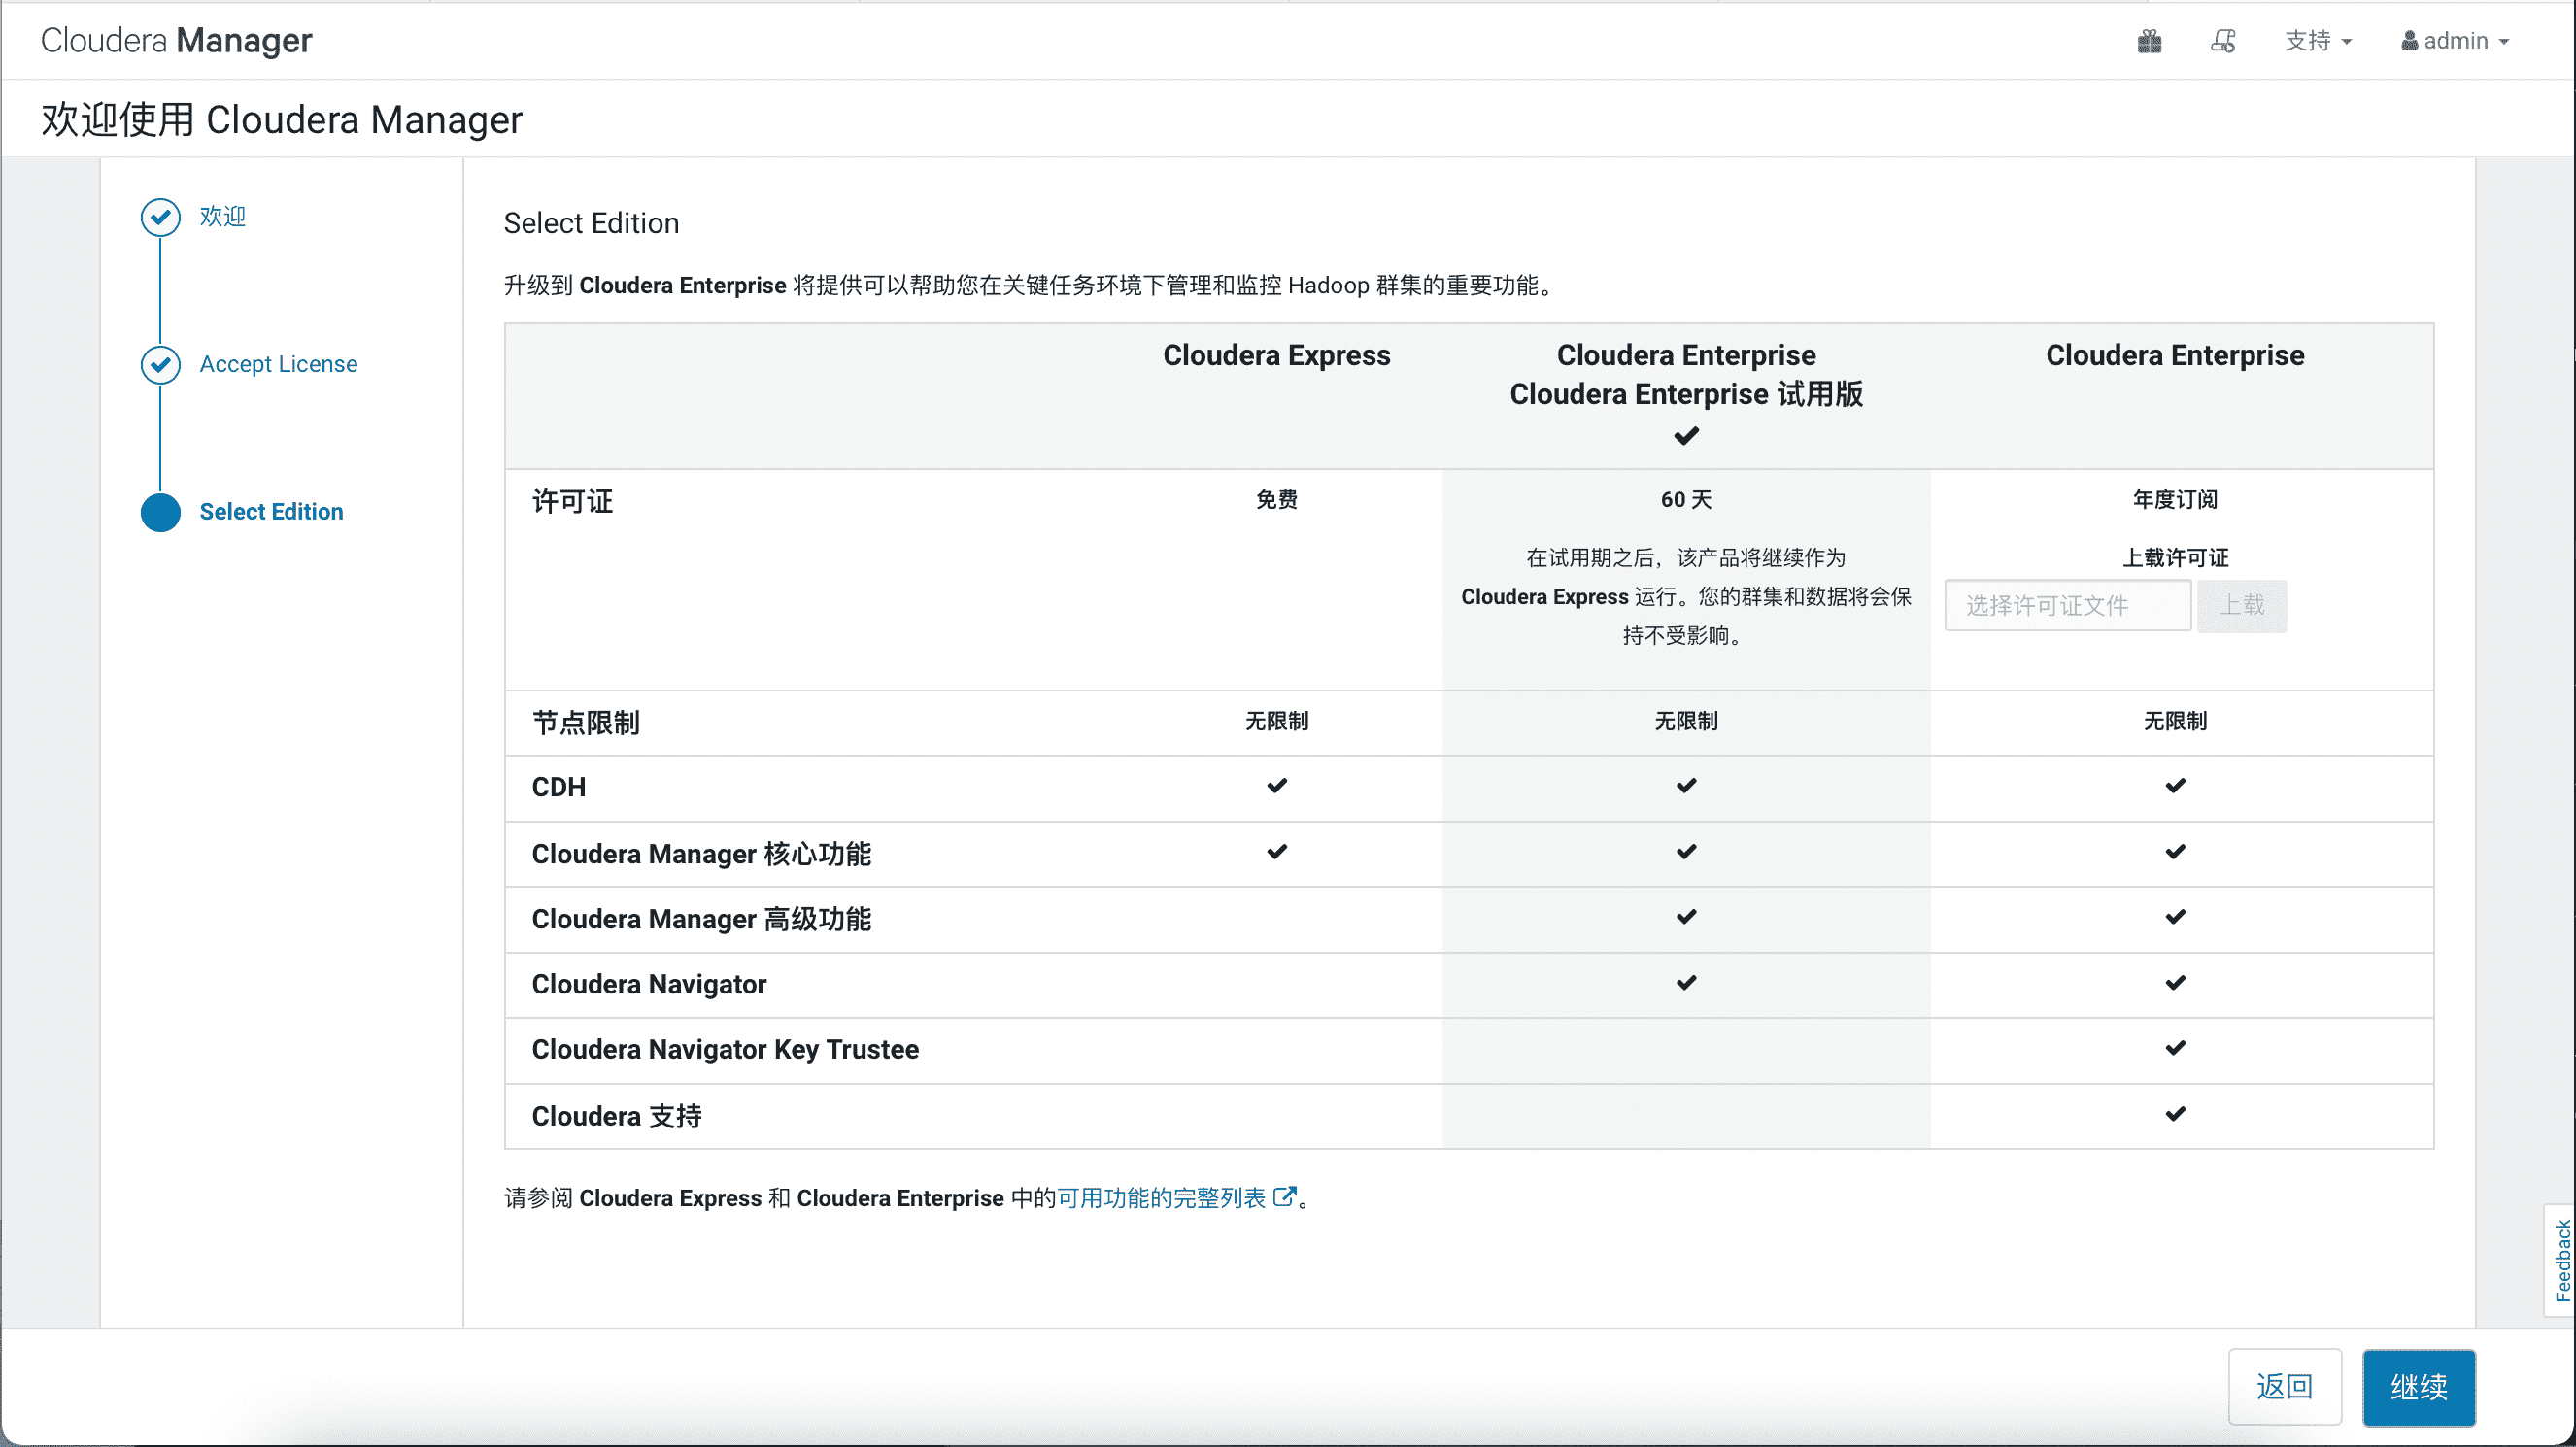 Cloudera Manager
支持
admin
欢迎使用 Cloudera Manager
欢迎
Accept License
Select Edition
Select Edition
升级到 Cloudera Enterprise 将提供可以帮助您在关键任务环境下管理和监控 Hadoop 群集的重要功能。
Cloudera Express
Cloudera Enterprise
Cloudera Enterprise 试用版
Cloudera Enterprise
许可证
免费
60 天
在试用期之后，该产品将继续作为
Cloudera Express 运行。您的群集和数据将会保
持不受影响。
年度订阅
上载许可证
选择许可证文件
上载
节点限制
无限制
无限制
无限制
CDH
Cloudera Manager 核心功能
Cloudera Manager 高级功能
Cloudera Navigator
Cloudera Navigator Key Trustee
Cloudera 支持
请参阅 Cloudera Express 和 Cloudera Enterprise 中的可用功能的完整列表。
Feedback
返回
继续